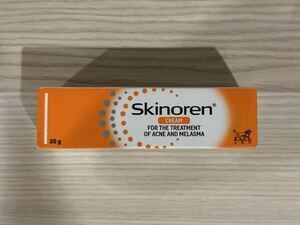 Skinoren®
CREAM
FOR THE TREATMENT
OF ACNE AND MELASMA
30 g